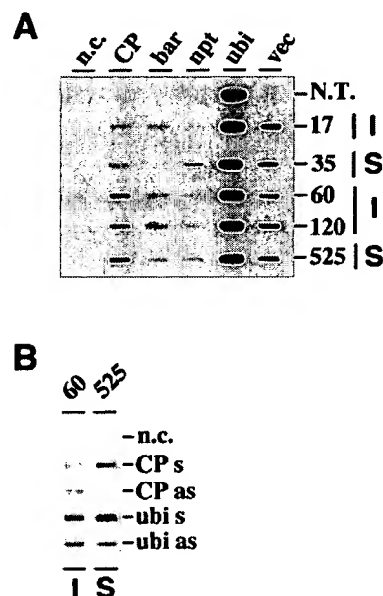 A
n.c. CP bar npt ubi vec
-N.T.
-17 | I
-35 | S
-60
I
-120
-525 | S
B
60 525
-n.c.
-CP s
-CP as
-ubi s
-ubi as
I S